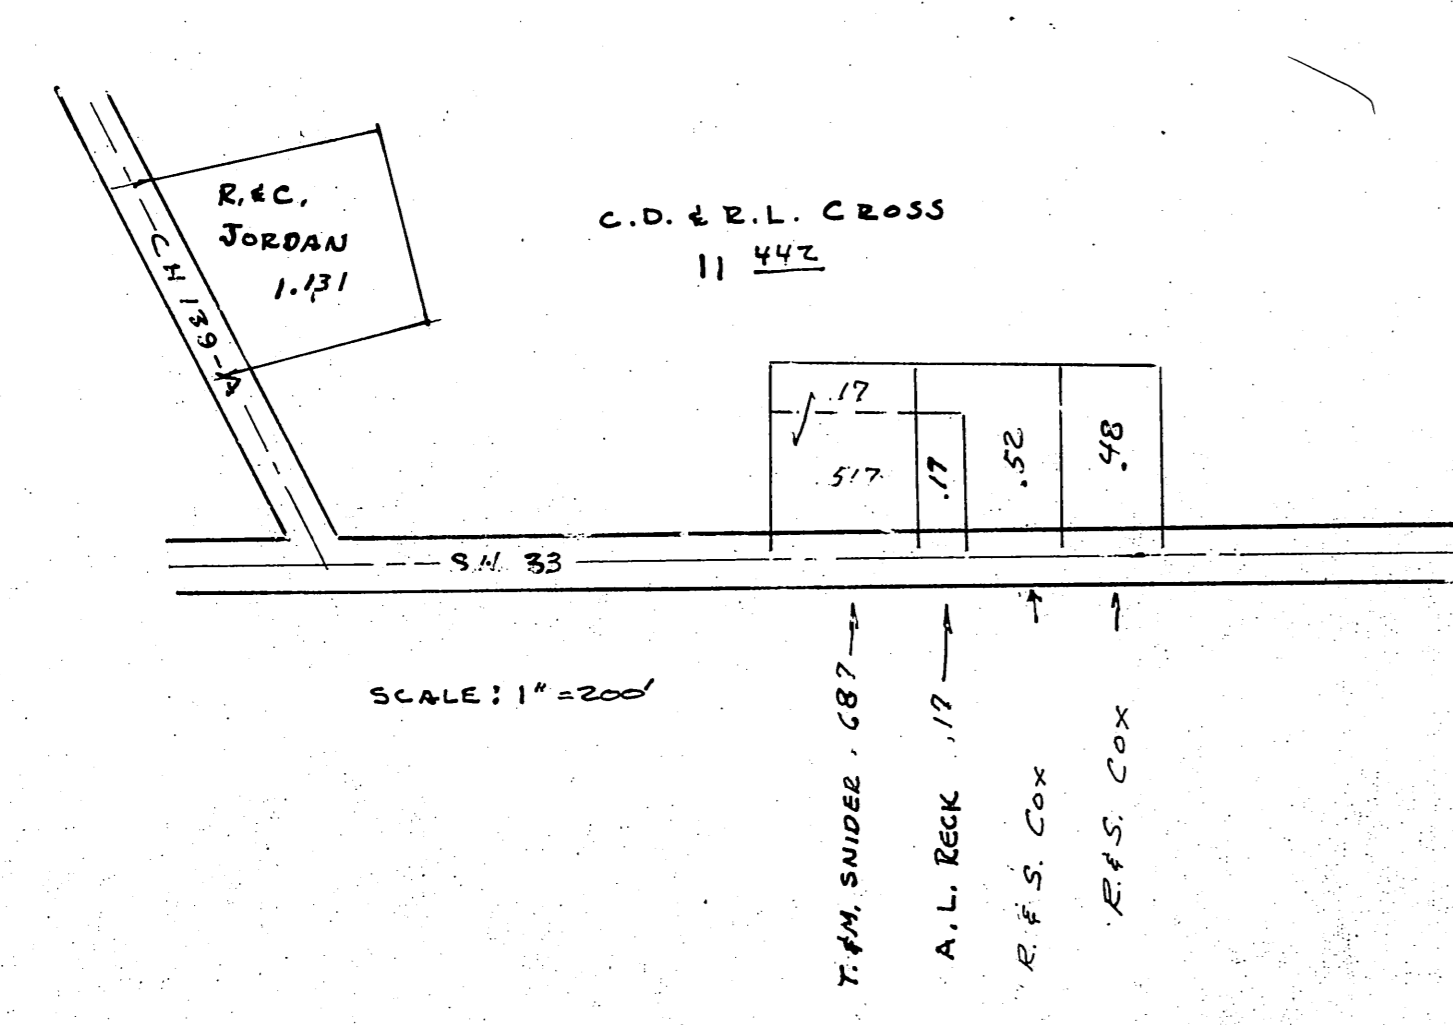 R. & C.
JORDAN
1.131
C.D. & R.L. CROSS
11 442
CH 139-A
.17
.517
.17
.52
.48
SH 33
SCALE: 1" = 200'
T. & M. SNIDER .687
A. L. RECK .17
R. & S. COX
R. & S. COX